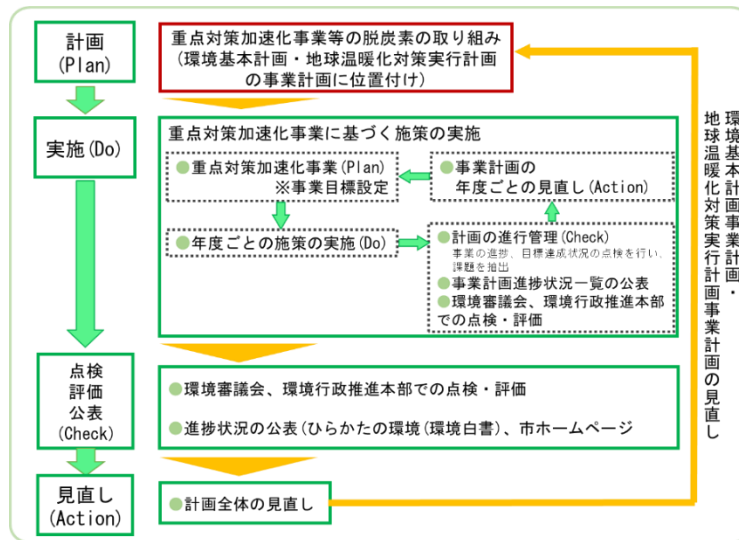 計画
(Plan)
重点対策加速化事業等の脱炭素の取り組み
(環境基本計画・地球温暖化対策実行計画
の事業計画に位置付け)
実施(Do)
重点対策加速化事業に基づく施策の実施
重点対策加速化事業(Plan)
※事業目標設定
事業計画の
年度ごとの見直し(Action)
年度ごとの施策の実施(Do)
計画の進行管理(Check)
事業の進捗、目標達成状況の点検を行い、
課題を抽出
事業計画進捗状況一覧の公表
環境審議会、環境行政推進本部
での点検・評価
点検
評価
公表
(Check)
環境審議会、環境行政推進本部での点検・評価
進捗状況の公表(ひらかたの環境(環境白書)、市ホームページ
見直し
(Action)
計画全体の見直し
環境基本計画事業計画・
地球温暖化対策実行計画事業計画の見直し